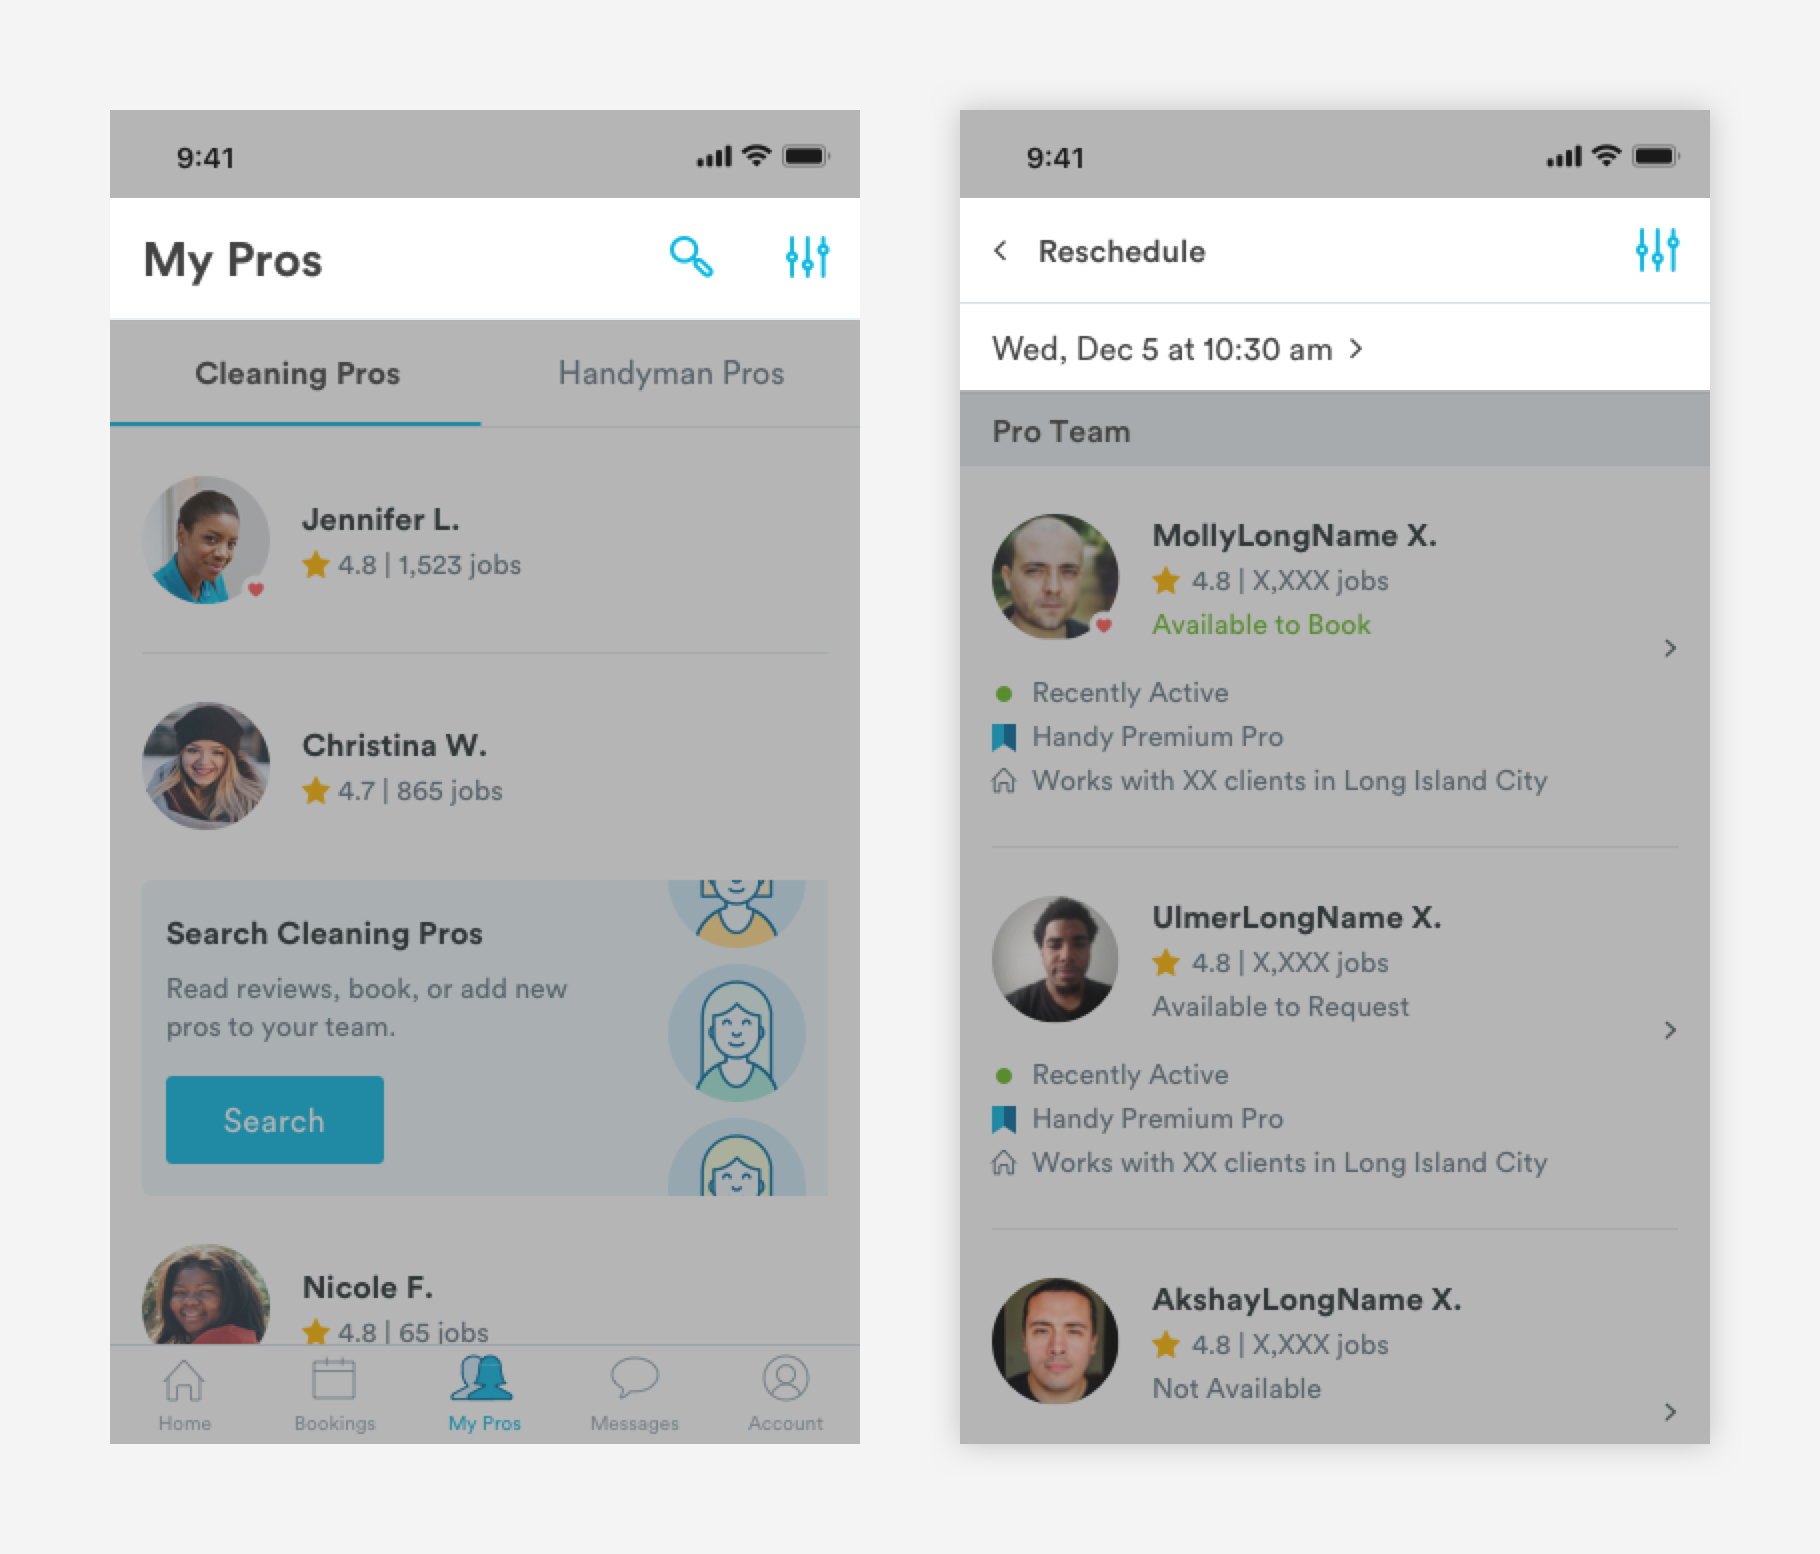 9:41
My Pros
Cleaning Pros
Handyman Pros
Jennifer L.
4.8 | 1,523 jobs
Christina W.
4.7 | 865 jobs
Search Cleaning Pros
Read reviews, book, or add new
pros to your team.
Search
Nicole F.
4.8 | 65 jobs
Home
Bookings
My Pros
Messages
Account
9:41
Reschedule
Wed, Dec 5 at 10:30 am
Pro Team
MollyLongName X.
4.8 | X,XXX jobs
Available to Book
Recently Active
Handy Premium Pro
Works with XX clients in Long Island City
UlmerLongName X.
4.8 | X,XXX jobs
Available to Request
Recently Active
Handy Premium Pro
Works with XX clients in Long Island City
AkshayLongName X.
4.8 | X,XXX jobs
Not Available